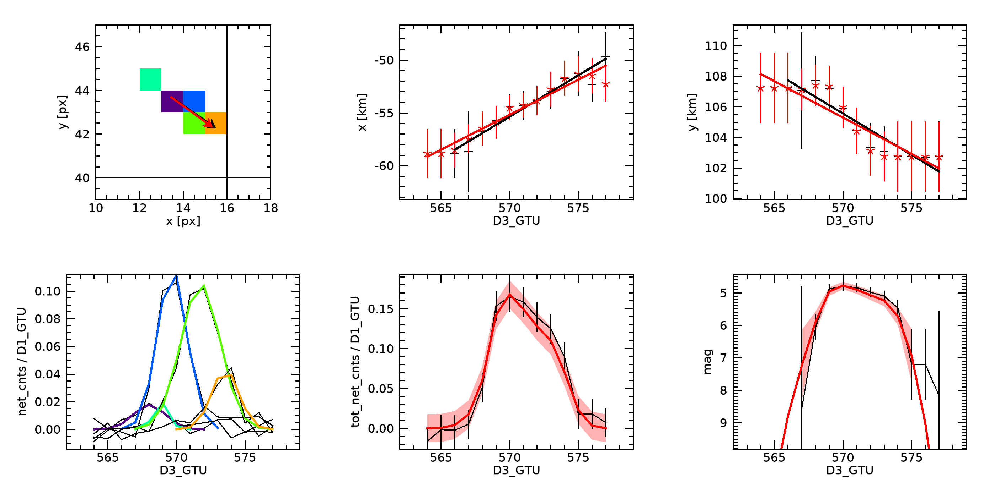 46
44
42
40
10 12 14 16 18
x [px]
y [px]
-50
-55
-60
565 570 575
D3_GTU
x [km]
110
108
106
104
102
100
565 570 575
D3_GTU
y [km]
0.10
0.08
0.06
0.04
0.02
0.00
565 570 575
D3_GTU
net_cnts / D1_GTU
0.15
0.10
0.05
0.00
565 570 575
D3_GTU
tot_net_cnts / D1_GTU
5
6
7
8
9
565 570 575
D3_GTU
mag